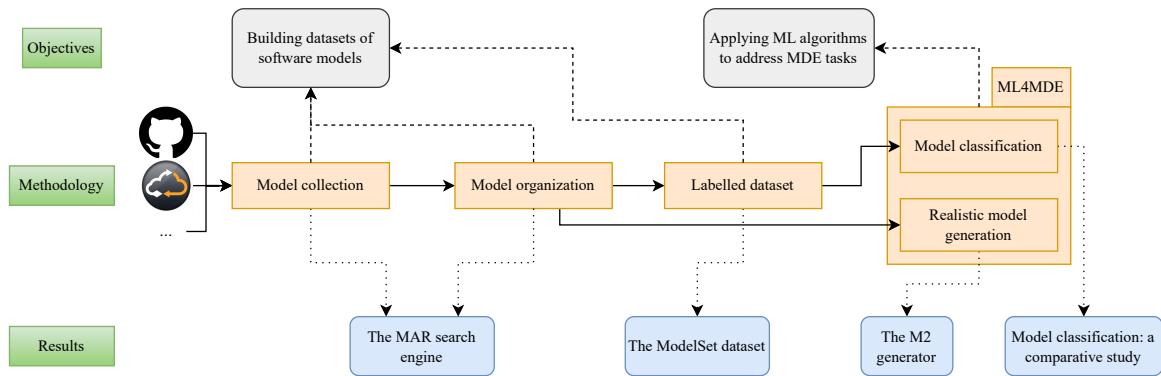 Objectives
Building datasets of
software models
Applying ML algorithms
to address MDE tasks
ML4MDE
Methodology
...
Model collection
Model organization
Labelled dataset
Model classification
Realistic model
generation
Results
The MAR search
engine
The ModelSet dataset
The M2
generator
Model classification: a
comparative study